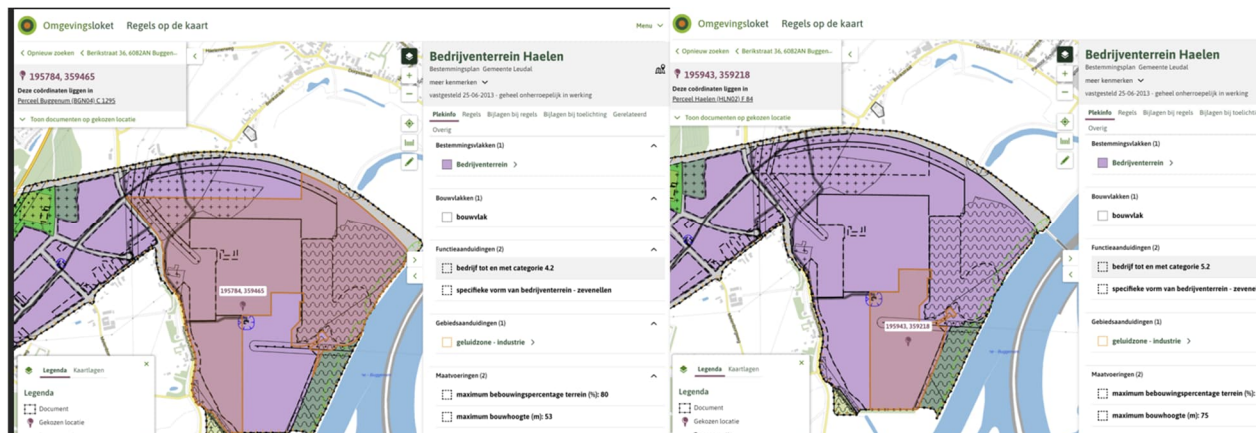 Omgevingsloket Regels op de kaart
Menu
Opnieuw zoeken Berikstraat 36, 6082AN Buggen...
195784, 359465
Deze coördinaten liggen in
Perceel Buggenum (BGN04) C 1295
Toon documenten op gekozen locatie
195784, 359465
Legenda Kaartlagen
Legenda
Document
Gekozen locatie
Bedrijventerrein Haelen
Bestemmingsplan Gemeente Leudal
meer kenmerken
vastgesteld 25-06-2013 - geheel onherroepelijk in werking
Plekinfo Regels Bijlagen bij regels Bijlagen bij toelichting Gerelateerd
Overig
Bestemmingsvlakken (1)
Bedrijventerrein
Bouwvlakken (1)
bouwvlak
Functieaanduidingen (2)
bedrijf tot en met categorie 4.2
specifieke vorm van bedrijventerrein - zevenellen
Gebiedsaanduidingen (1)
geluidzone - industrie
Maatvoeringen (2)
maximum bebouwingspercentage terrein (%): 80
maximum bouwhoogte (m): 53
Omgevingsloket Regels op de kaart
Opnieuw zoeken Berikstraat 36, 6082AN Buggen...
195943, 359218
Deze coördinaten liggen in
Perceel Haelen (HLN02) F 84
Toon documenten op gekozen locatie
195943, 359218
Legenda Kaartlagen
Legenda
Document
Gekozen locatie
Bedrijventerrein Haelen
Bestemmingsplan Gemeente Leudal
meer kenmerken
vastgesteld 25-06-2013 - geheel onherroepelijk in werking
Plekinfo Regels Bijlagen bij regels Bijlagen bij toelich
Overig
Bestemmingsvlakken (1)
Bedrijventerrein
Bouwvlakken (1)
bouwvlak
Functieaanduidingen (2)
bedrijf tot en met categorie 5.2
specifieke vorm van bedrijventerrein - zevene
Gebiedsaanduidingen (1)
geluidzone - industrie
Maatvoeringen (2)
maximum bebouwingspercentage terrein (%):
maximum bouwhoogte (m): 75